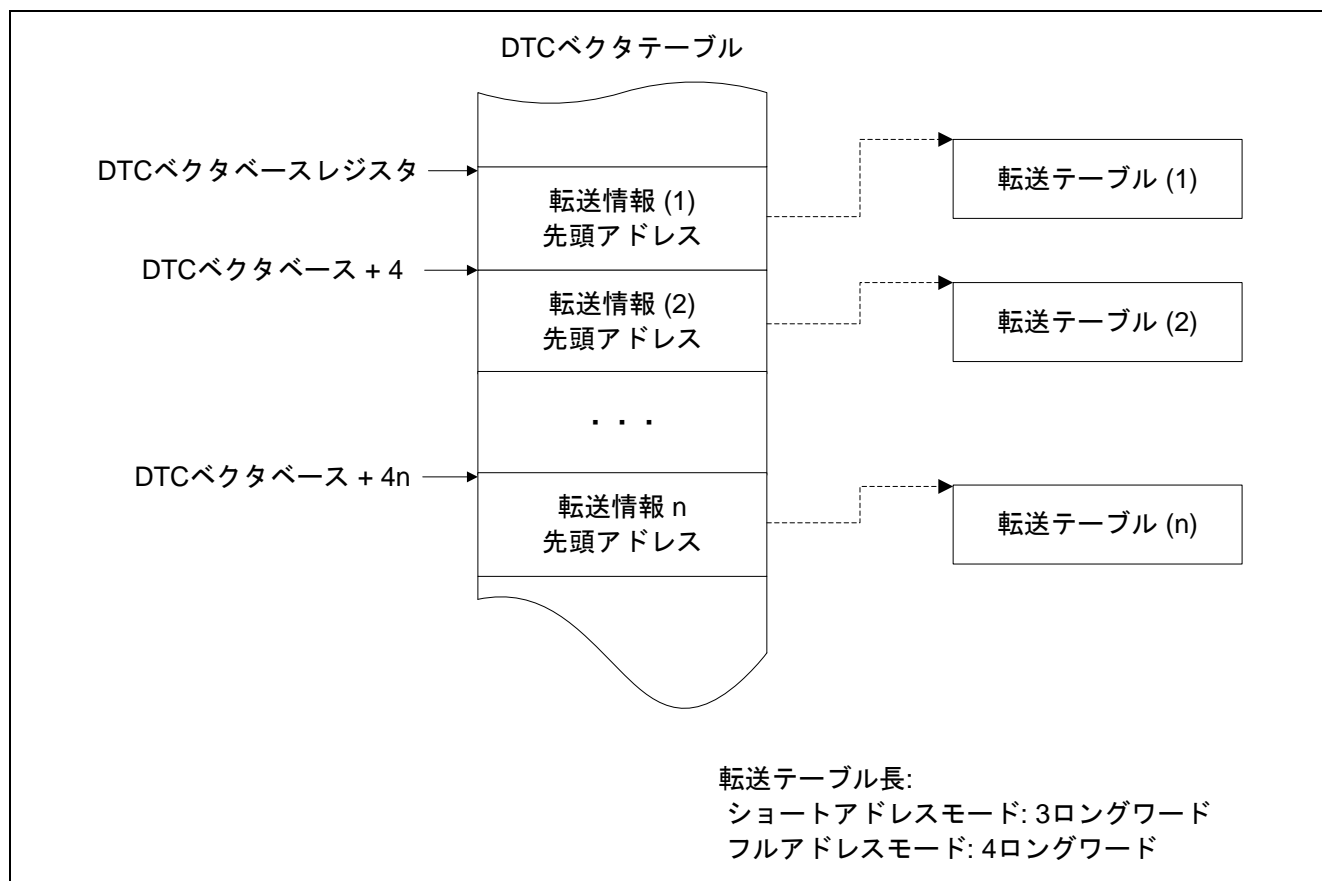 DTCベクタテーブル
DTCベクタベースレジスタ
転送情報 (1)
先頭アドレス
転送テーブル (1)
DTCベクタベース + 4
転送情報 (2)
先頭アドレス
転送テーブル (2)
・・・
DTCベクタベース + 4n
転送情報 n
先頭アドレス
転送テーブル (n)
転送テーブル長:
ショートアドレスモード: 3ロングワード
フルアドレスモード: 4ロングワード